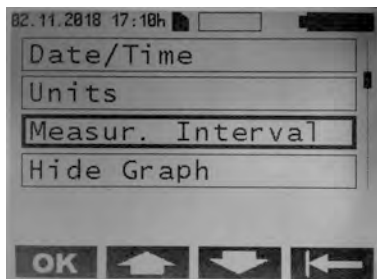 02.11.2018 17:10h
Date/Time
Units
Measur. Interval
Hide Graph
OK